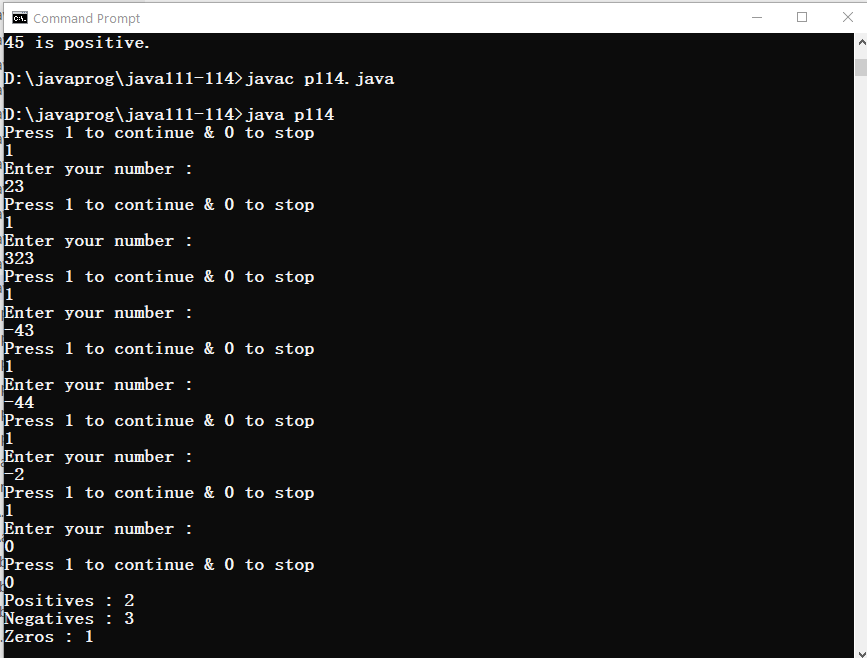 Command Prompt
45 is positive.
D:\javaprog\java111-114>javac p114.java
D:\javaprog\java111-114>java p114
Press 1 to continue & 0 to stop
1
Enter your number :
23
Press 1 to continue & 0 to stop
1
Enter your number :
323
Press 1 to continue & 0 to stop
1
Enter your number :
-43
Press 1 to continue & 0 to stop
1
Enter your number :
-44
Press 1 to continue & 0 to stop
1
Enter your number :
-2
Press 1 to continue & 0 to stop
1
Enter your number :
0
Press 1 to continue & 0 to stop
0
Positives : 2
Negatives : 3
Zeros : 1